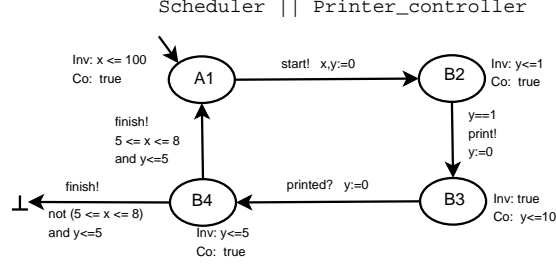 Scheduler || Printer_controller
Inv: x <= 100
Co: true
A1
start! x,y:=0
B2
Inv: y<=1
Co: true
finish!
5 <= x <= 8
and y<=5
y==1
print!
y:=0
finish!
not (5 <= x <= 8)
and y<=5
B4
Inv: y<=5
Co: true
printed? y:=0
B3
Inv: true
Co: y<=10